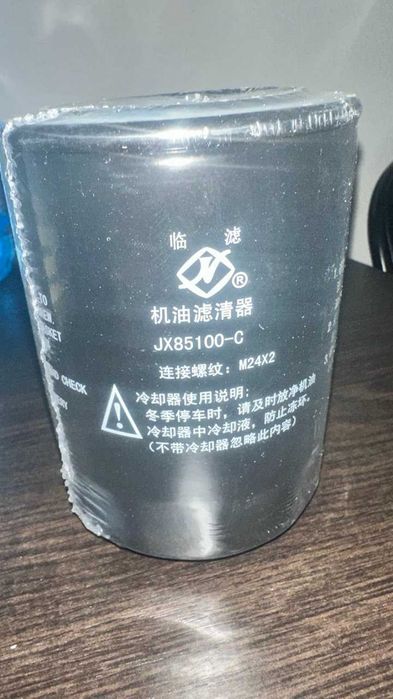 临 滤
®
机油滤清器
JX85100-C
连接螺纹：M24X2
冷却器使用说明：
冬季停车时，请及时放净机油
冷却器中冷却液，防止冻坏。
(不带冷却器忽略此内容)
TO
CHECK